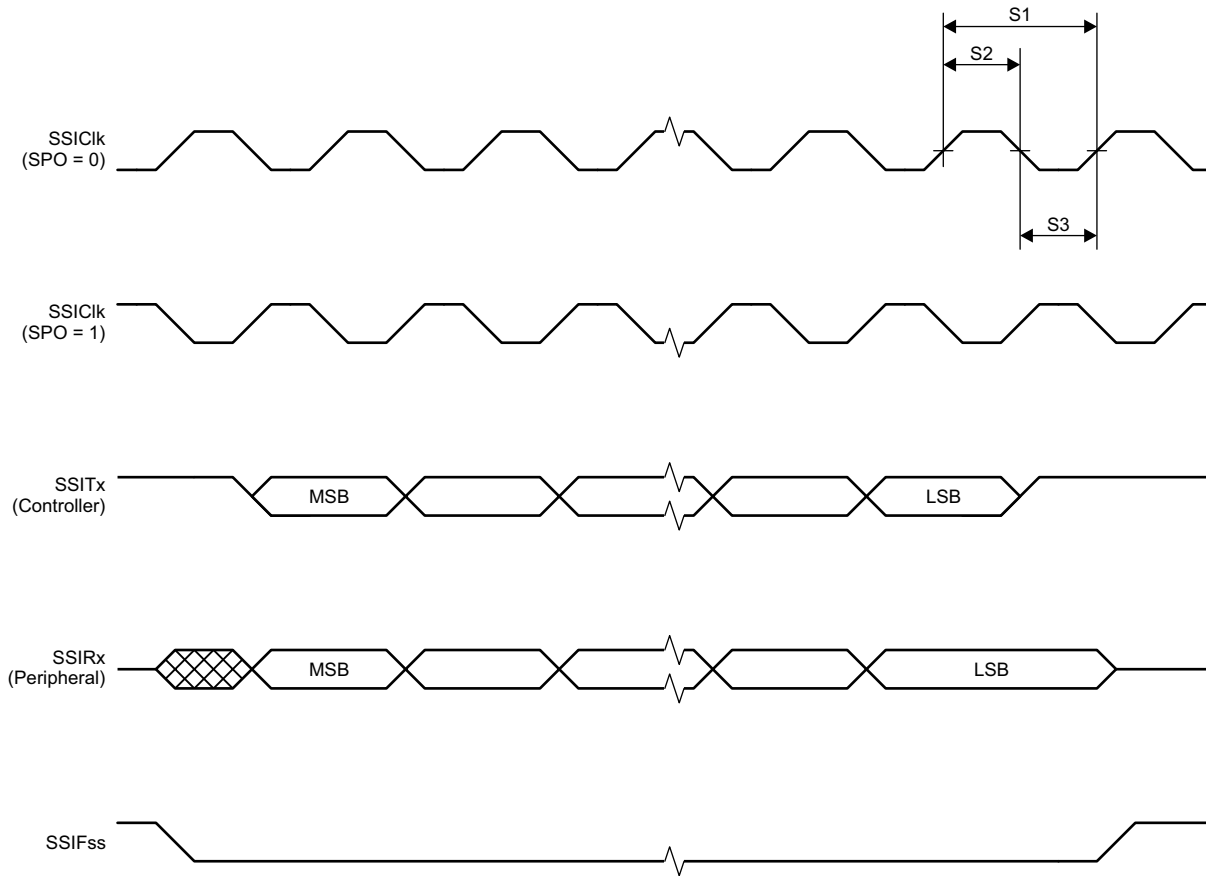 S1
S2
SSIClk
(SPO = 0)
S3
SSIClk
(SPO = 1)
SSITx
(Controller)
MSB
LSB
SSIRx
(Peripheral)
MSB
LSB
SSIFss